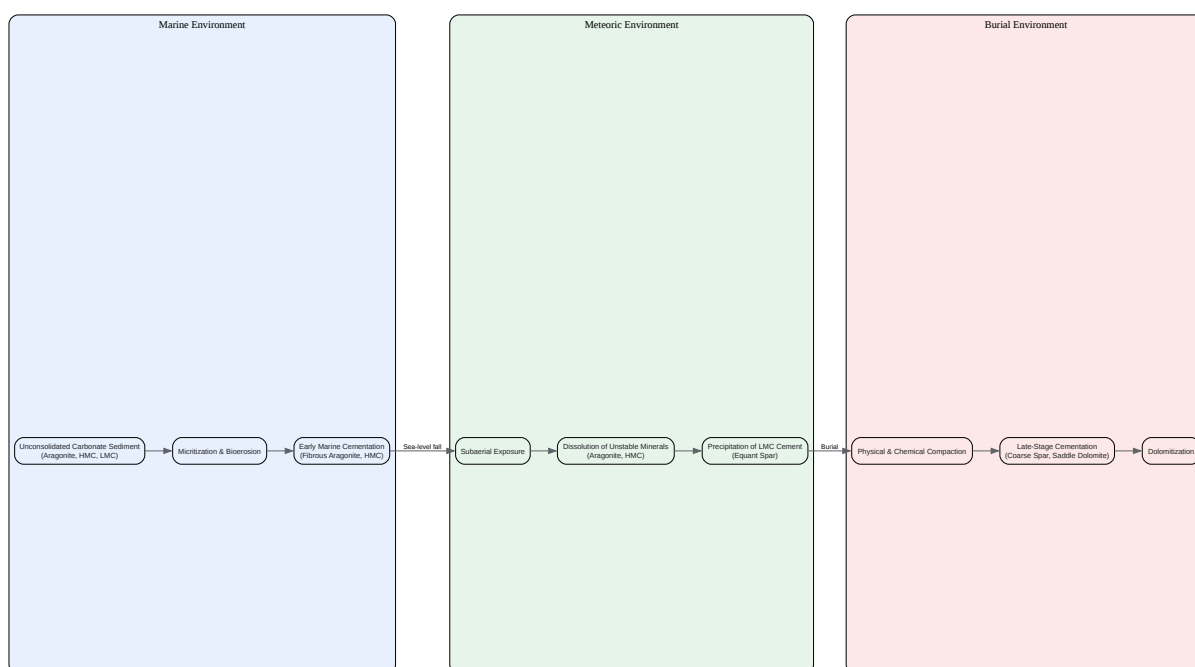 Marine Environment
Meteoric Environment
Burial Environment
Unconsolidated Carbonate Sediment
(Aragonite, HMC, LMC)
Micritization & Bioerosion
Early Marine Cementation
(Fibrous Aragonite, HMC)
Sea-level fall
Subaerial Exposure
Dissolution of Unstable Minerals
(Aragonite, HMC)
Precipitation of LMC Cement
(Equant Spar)
Burial
Physical & Chemical Compaction
Late-Stage Cementation
(Coarse Spar, Saddle Dolomite)
Dolomitization